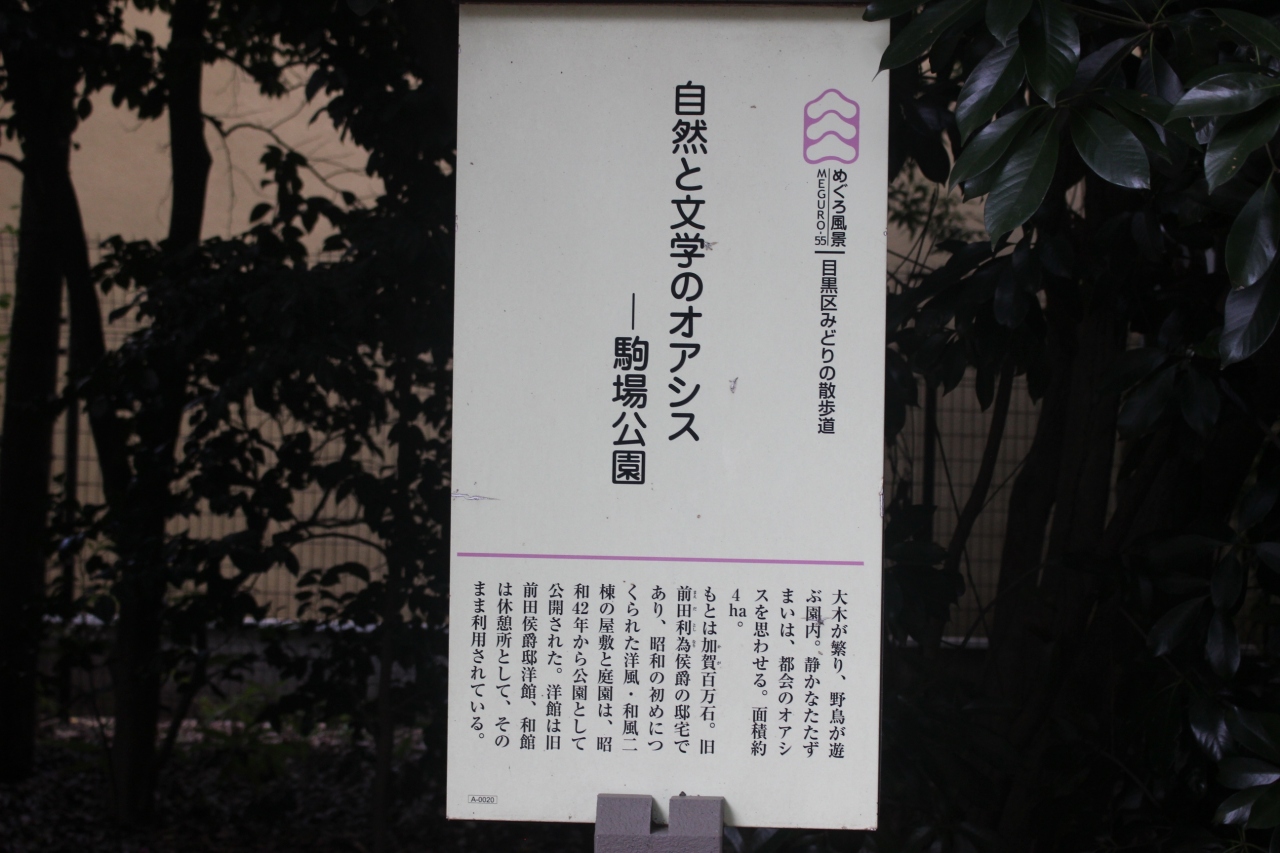 めぐろ風景
MEGURO-55
目黒区みどりの散歩道
自然と文学のオアシス
―駒場公園
大木が繁り、野鳥が遊
ぶ園内。静かなたたず
まいは、都会のオアシ
スを思わせる。面積約
4ha。
もとは加賀百万石。旧
前田利為侯爵の邸宅で
あり、昭和の初めにつ
くられた洋風・和風二
棟の屋敷と庭園は、昭
和42年から公園として
公開された。洋館は旧
前田侯爵邸洋館、和館
は休憩所として、その
まま利用されている。
A-0020